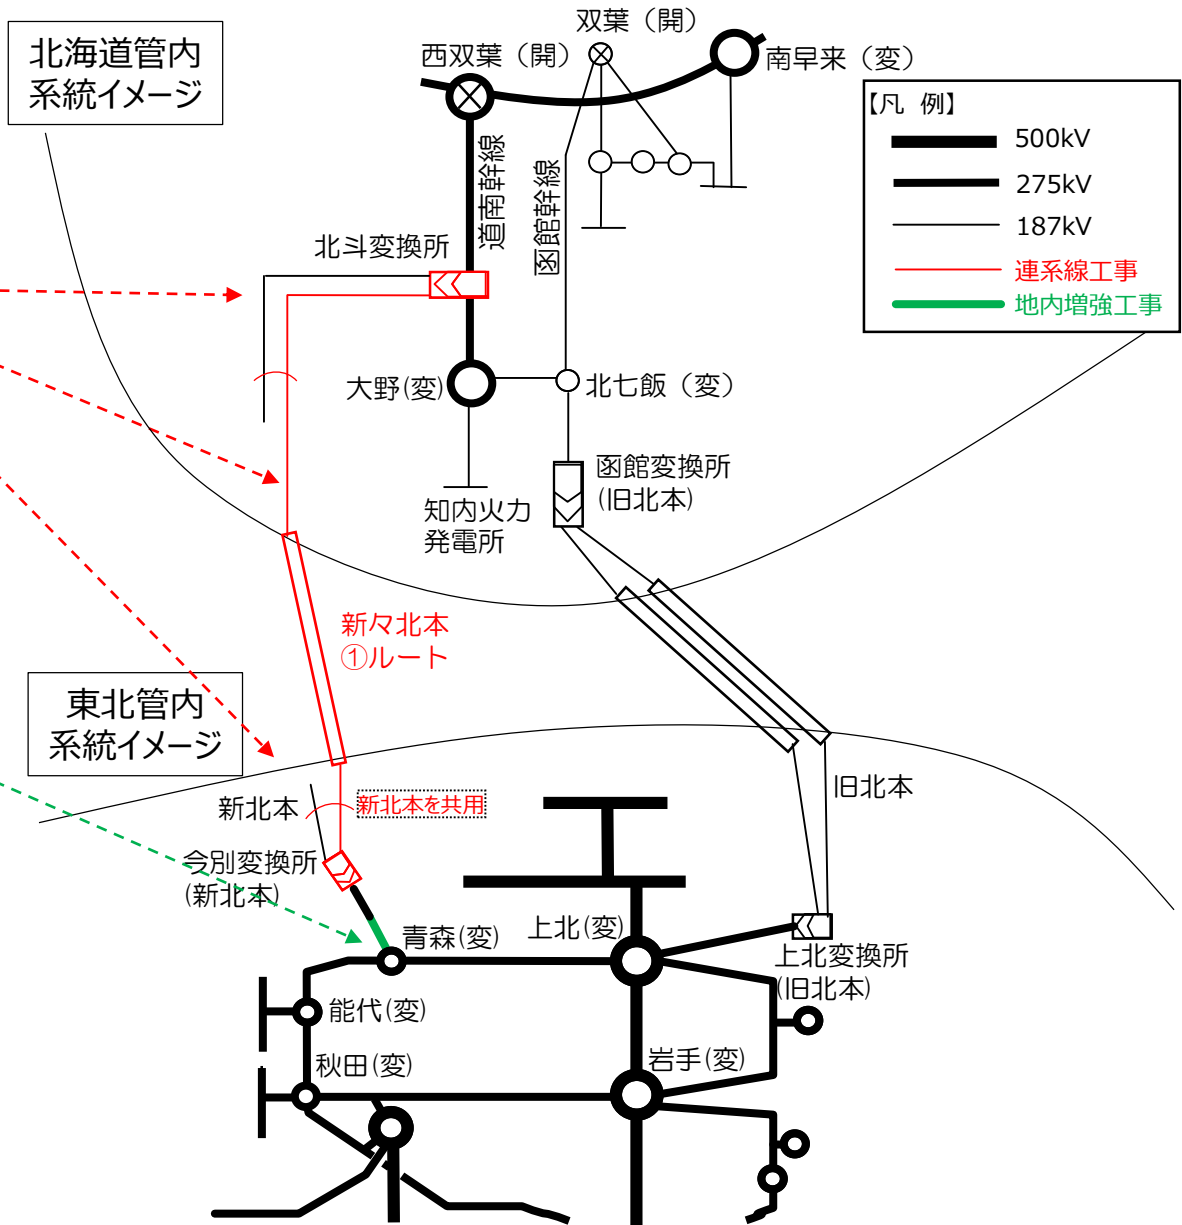 北海道管内
系統イメージ
双葉（開）
西双葉（開）
南早来（変）
【凡 例】
500kV
275kV
187kV
連系線工事
地内増強工事
道南幹線
函館幹線
北斗変換所
大野(変)
北七飯（変）
函館変換所
(旧北本)
知内火力
発電所
新々北本
①ルート
東北管内
系統イメージ
新北本
新北本を共用
旧北本
今別変換所
(新北本)
青森(変)
上北(変)
上北変換所
(旧北本)
能代(変)
秋田(変)
岩手(変)